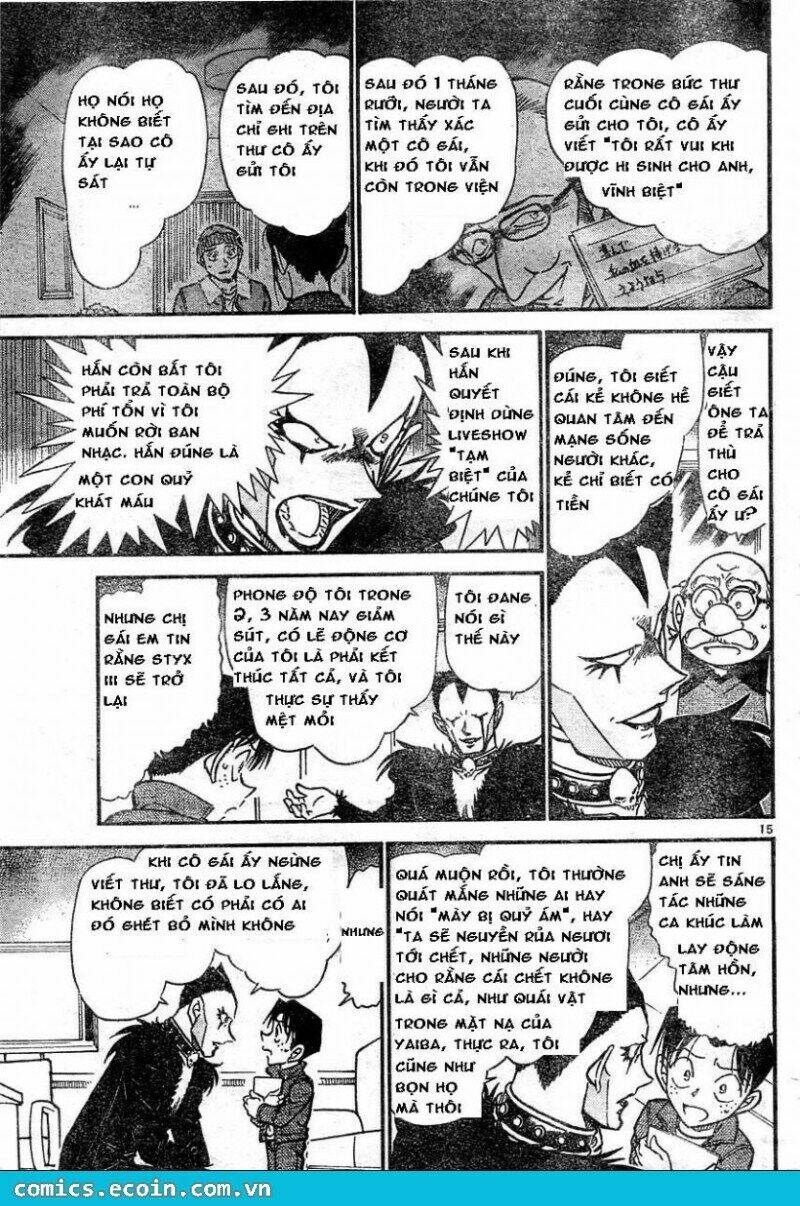 RẰNG TRONG BỨC THƯ
CUỐI CÙNG CÔ GÁI ẤY
GỬI CHO TÔI, CÔ ẤY
VIẾT "TÔI RẤT VUI KHI
ĐƯỢC HI SINH CHO ANH,
VĨNH BIỆT"
SAU ĐÓ 1 THÁNG
RƯỠI, NGƯỜI TA
TÌM THẤY XÁC
MỘT CÔ GÁI,
KHI ĐÓ TÔI VẪN
CÒN TRONG VIỆN
SAU ĐÓ, TÔI
TÌM ĐẾN ĐỊA
CHỈ GHI TRÊN
THƯ CÔ ẤY
GỬI TÔI
HỌ NÓI HỌ
KHÔNG BIẾT
TẠI SAO CÔ
ẤY LẠI TỰ
SÁT
...
VẬY
CẬU
GIẾT
ÔNG TA
ĐỂ TRẢ
THÙ
CHO
CÔ GÁI
ẤY Ư?
ĐÚNG, TÔI GIẾT
CÁI KẺ KHÔNG HỀ
QUAN TÂM ĐẾN
MẠNG SỐNG
NGƯỜI KHÁC,
KẺ CHỈ BIẾT CÓ
TIỀN
SAU KHI
HẮN
QUYẾT
ĐỊNH DỪNG
LIVESHOW
"TẠM
BIỆT" CỦA
CHÚNG TÔI
HẮN CÒN BẮT TÔI
PHẢI TRẢ TOÀN BỘ
PHÍ TỔN VÌ TÔI
MUỐN RỜI BAN
NHẠC. HẮN ĐÚNG LÀ
MỘT CON QUỶ
KHÁT MÁU
TÔI ĐANG
NÓI GÌ
THẾ NÀY
PHONG ĐỘ TÔI TRONG
2, 3 NĂM NAY GIẢM
SÚT, CÓ LẼ ĐỘNG CƠ
CỦA TÔI LÀ PHẢI KẾT
THÚC TẤT CẢ, VÀ TÔI
THỰC SỰ THẤY
MỆT MỎI
NHƯNG CHỊ
GÁI EM TIN
RẰNG STYX
III SẼ TRỞ
LẠI
15
CHỊ ẤY TIN
ANH SẼ SÁNG
TÁC NHỮNG
CA KHÚC LÀM
LAY ĐỘNG
TÂM HỒN,
NHƯNG...
QUÁ MUỘN RỒI, TÔI THƯỜNG
QUÁT MẮNG NHỮNG AI HAY
NÓI "MÀY BỊ QUỶ ÁM", HAY
"TA SẼ NGUYỀN RỦA NGƯƠI
TỚI CHẾT, NHỮNG NGƯỜI
CHO RẰNG CÁI CHẾT KHÔNG
LÀ GÌ CẢ, NHƯ QUÁI VẬT
TRONG MẶT NẠ CỦA
YAIBA, THỰC RA, TÔI
CŨNG NHƯ
BỌN HỌ
MÀ THÔI
NHƯNG
KHI CÔ GÁI ẤY NGỪNG
VIẾT THƯ, TÔI ĐÃ LO LẮNG,
KHÔNG BIẾT CÓ PHẢI CÓ AI
ĐÓ GHÉT BỎ MÌNH KHÔNG
comics.ecoin.com.vn